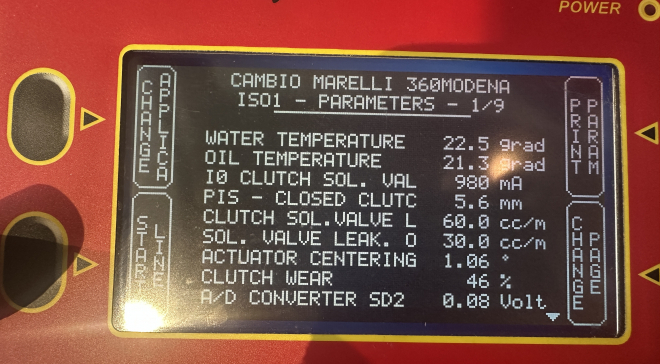 POWER
CAMBIO MARELLI 360MODENA
ISO1 - PARAMETERS - 1/9
CHANGE APPLICA
PRINT PARAM
WATER TEMPERATURE 22.5 grad
OIL TEMPERATURE 21.3 grad
I0 CLUTCH SOL. VAL 980 mA
PIS - CLOSED CLUTC 5.6 mm
CLUTCH SOL.VALVE L 60.0 cc/m
SOL. VALVE LEAK. O 30.0 cc/m
ACTUATOR CENTERING 1.06 °
CLUTCH WEAR 46 %
A/D CONVERTER SD2 0.08 Volt
START LINE
CHANGE PAGE